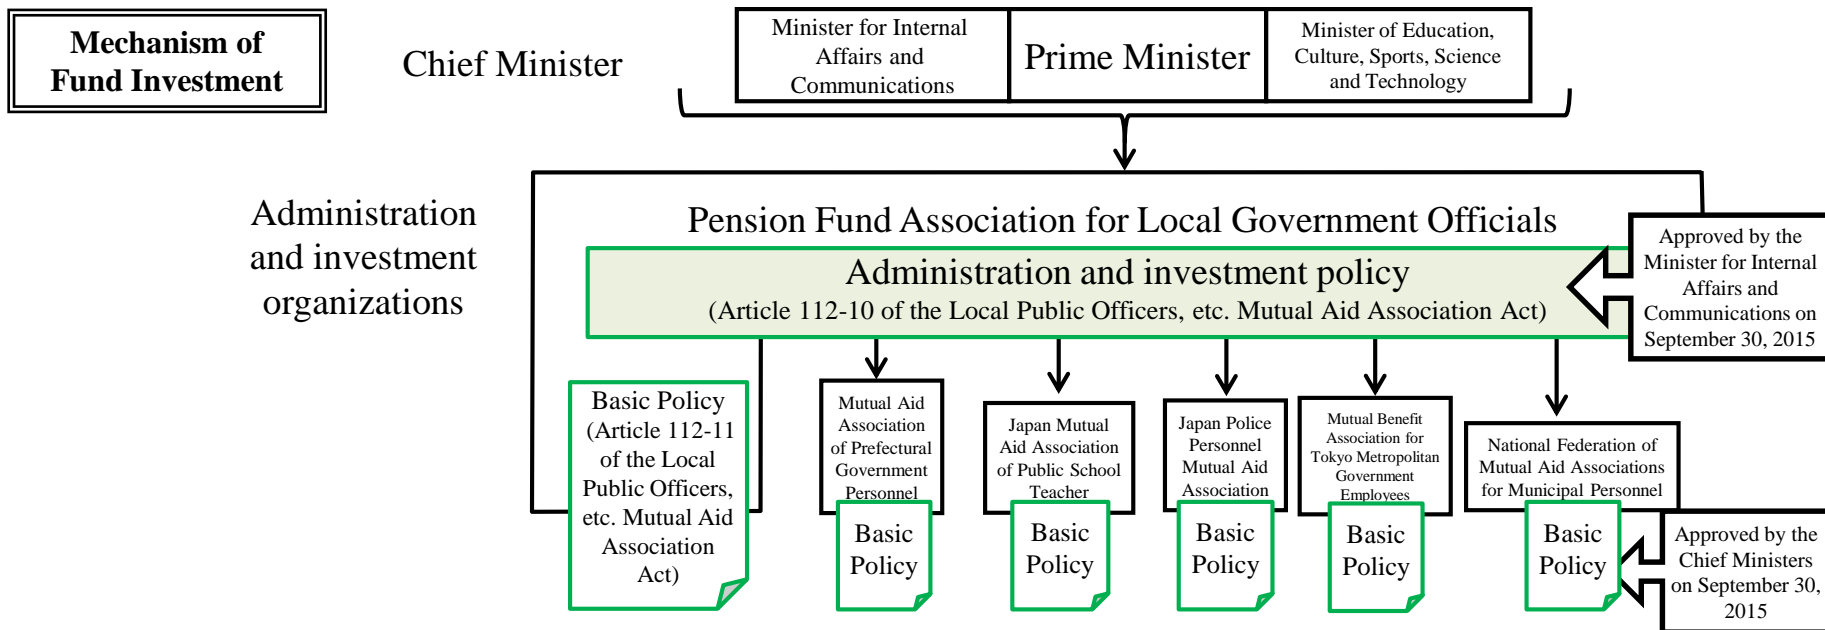 Mechanism of
Fund Investment
Chief Minister
Minister for Internal
Affairs and
Communications
Prime Minister
Minister of Education,
Culture, Sports, Science
and Technology
Administration
and investment
organizations
Pension Fund Association for Local Government Officials
Administration and investment policy
(Article 112-10 of the Local Public Officers, etc. Mutual Aid Association Act)
Approved by the
Minister for Internal
Affairs and
Communications on
September 30, 2015
Basic Policy
(Article 112-11
of the Local
Public Officers,
etc. Mutual Aid
Association
Act)
Mutual Aid
Association
of Prefectural
Government
Personnel
Basic
Policy
Japan Mutual
Aid Association
of Public School
Teacher
Basic
Policy
Japan Police
Personnel
Mutual Aid
Association
Basic
Policy
Mutual Benefit
Association for
Tokyo Metropolitan
Government
Employees
Basic
Policy
National Federation of
Mutual Aid Associations
for Municipal Personnel
Basic
Policy
Approved by the
Chief Ministers
on September 30,
2015